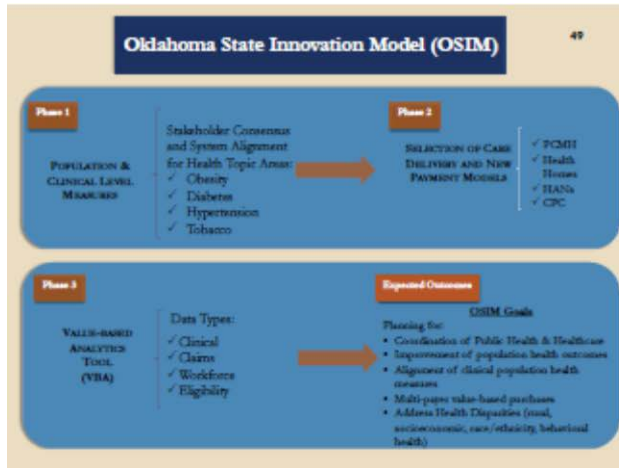 Oklahoma State Innovation Model (OSIM)
49
Phase 1
POPULATION &
CLINICAL LEVEL
MEASURES
Stakeholder Consensus
and System Alignment
for Health Topic Areas:
✓ Obesity
✓ Diabetes
✓ Hypertension
✓ Tobacco
Phase 2
SELECTION OF CARE
DELIVERY AND NEW
PAYMENT MODELS
✓ PCMH
✓ Health
Homes
✓ HANs
✓ CPC
Phase 3
VALUE-BASED
ANALYTICS
TOOL
(VBA)
Data Types:
✓ Clinical
✓ Claims
✓ Workforce
✓ Eligibility
Expected Outcomes
OSIM Goals
Planning for:
• Coordination of Public Health & Healthcare
• Improvement of population health outcomes
• Alignment of clinical population health
measures
• Multi-payer value-based purchases
• Address Health Disparities (rural,
socioeconomic, race/ethnicity, behavioral
health)